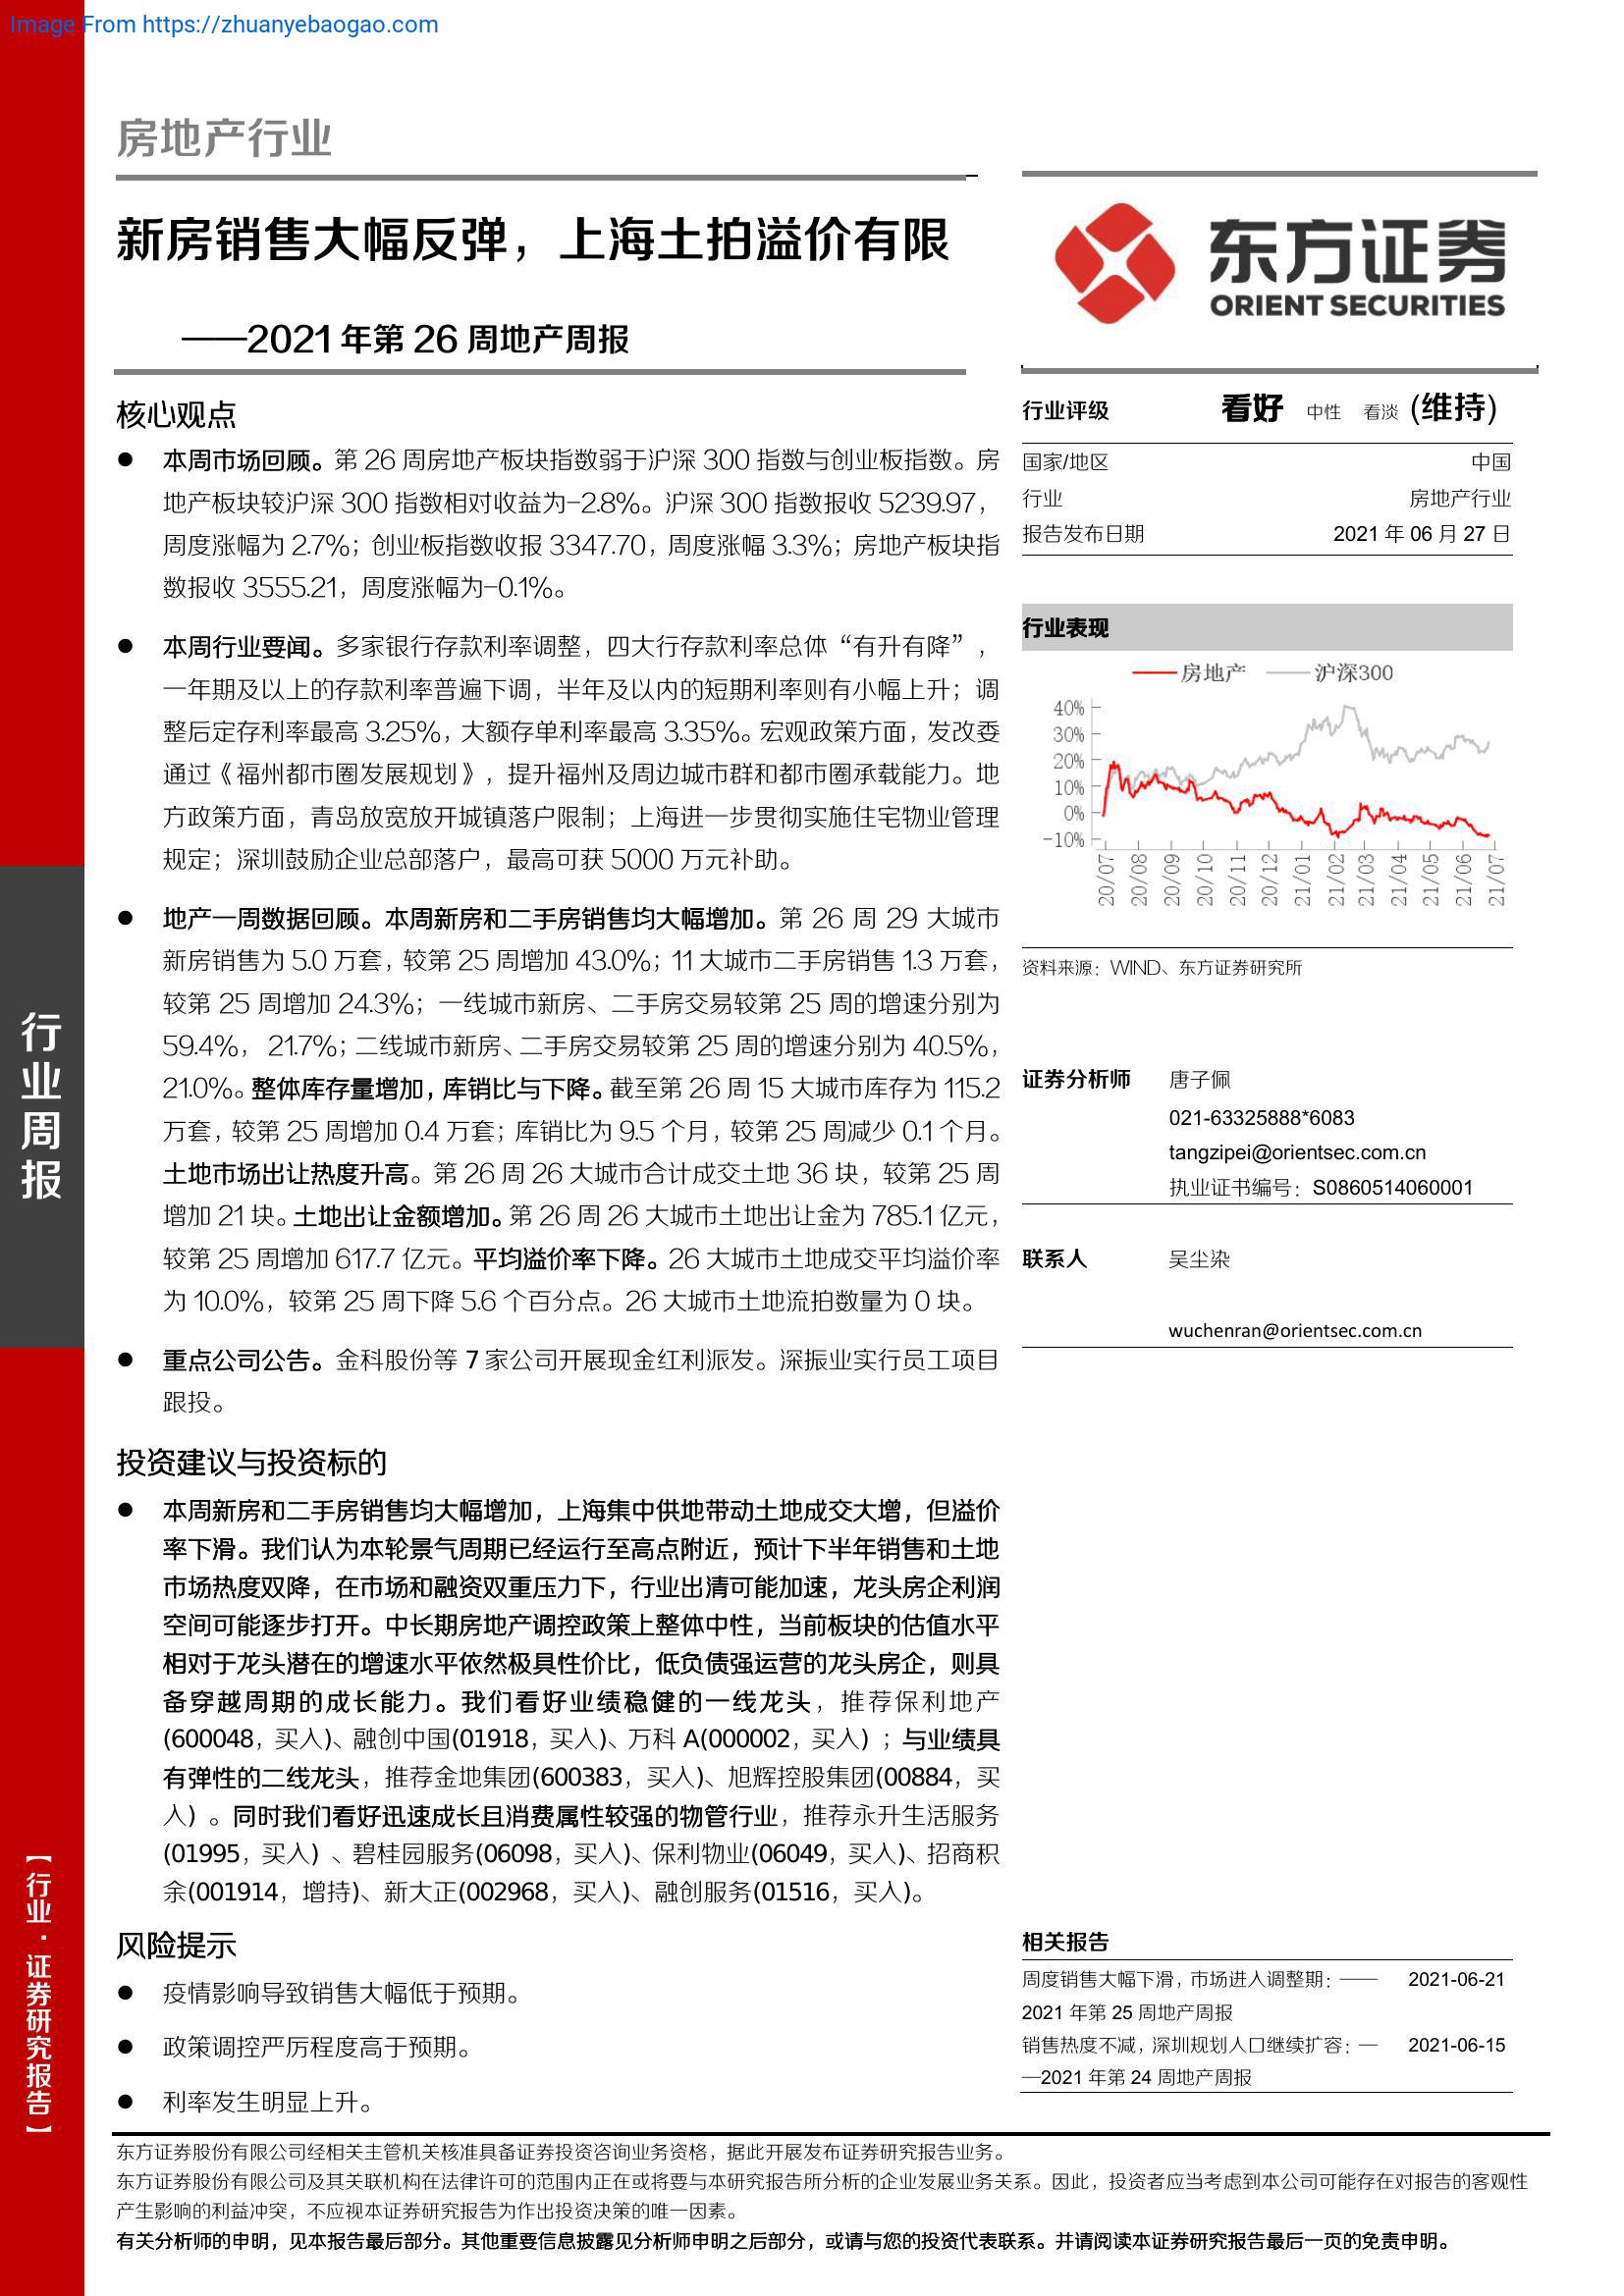 Image From https://zhuanyebaogao.com
房地产行业
新房销售大幅反弹，上海土拍溢价有限
——2021 年第 26 周地产周报
东方证券
ORIENT SECURITIES
核心观点
● 本周市场回顾。第 26 周房地产板块指数弱于沪深 300 指数与创业板指数。房
地产板块较沪深 300 指数相对收益为-2.8%。沪深 300 指数报收 5239.97，
周度涨幅为 2.7%；创业板指数收报 3347.70，周度涨幅 3.3%；房地产板块指
数报收 3555.21，周度涨幅为-0.1%。
● 本周行业要闻。多家银行存款利率调整，四大行存款利率总体“有升有降”，
一年期及以上的存款利率普遍下调，半年及以内的短期利率则有小幅上升；调
整后定存利率最高 3.25%，大额存单利率最高 3.35%。宏观政策方面，发改委
通过《福州都市圈发展规划》，提升福州及周边城市群和都市圈承载能力。地
方政策方面，青岛放宽放开城镇落户限制；上海进一步贯彻实施住宅物业管理
规定；深圳鼓励企业总部落户，最高可获 5000 万元补助。
● 地产一周数据回顾。本周新房和二手房销售均大幅增加。第 26 周 29 大城市
新房销售为 5.0 万套，较第 25 周增加 43.0%；11 大城市二手房销售 1.3 万套，
较第 25 周增加 24.3%；一线城市新房、二手房交易较第 25 周的增速分别为
59.4%， 21.7%；二线城市新房、二手房交易较第 25 周的增速分别为 40.5%，
21.0%。整体库存量增加，库销比与下降。截至第 26 周 15 大城市库存为 115.2
万套，较第 25 周增加 0.4 万套；库销比为 9.5 个月，较第 25 周减少 0.1 个月。
土地市场出让热度升高。第 26 周 26 大城市合计成交土地 36 块，较第 25 周
增加 21 块。土地出让金额增加。第 26 周 26 大城市土地出让金为 785.1 亿元，
较第 25 周增加 617.7 亿元。平均溢价率下降。26 大城市土地成交平均溢价率
为 10.0%，较第 25 周下降 5.6 个百分点。26 大城市土地流拍数量为 0 块。
● 重点公司公告。金科股份等 7 家公司开展现金红利派发。深振业实行员工项目
跟投。
投资建议与投资标的
● 本周新房和二手房销售均大幅增加，上海集中供地带动土地成交大增，但溢价
率下滑。我们认为本轮景气周期已经运行至高点附近，预计下半年销售和土地
市场热度双降，在市场和融资双重压力下，行业出清可能加速，龙头房企利润
空间可能逐步打开。中长期房地产调控政策上整体中性，当前板块的估值水平
相对于龙头潜在的增速水平依然极具性价比，低负债强运营的龙头房企，则具
备穿越周期的成长能力。我们看好业绩稳健的一线龙头，推荐保利地产
(600048，买入)、融创中国(01918，买入)、万科 A(000002，买入) ；与业绩具
有弹性的二线龙头，推荐金地集团(600383，买入)、旭辉控股集团(00884，买
入) 。同时我们看好迅速成长且消费属性较强的物管行业，推荐永升生活服务
(01995，买入) 、碧桂园服务(06098，买入)、保利物业(06049，买入)、招商积
余(001914，增持)、新大正(002968，买入)、融创服务(01516，买入)。
风险提示
● 疫情影响导致销售大幅低于预期。
● 政策调控严厉程度高于预期。
● 利率发生明显上升。
行业评级 看好 中性 看淡 (维持)
国家/地区 中国
行业 房地产行业
报告发布日期 2021 年 06 月 27 日
行业表现
房地产 沪深300
40%
30%
20%
10%
0%
-10%
20/07 20/08 20/09 20/10 20/11 20/12 21/01 21/02 21/03 21/04 21/05 21/06 21/07
资料来源：WIND、东方证券研究所
证券分析师 唐子佩
021-63325888*6083
tangzipei@orientsec.com.cn
执业证书编号：S0860514060001
联系人 吴尘染
wuchenran@orientsec.com.cn
相关报告
周度销售大幅下滑，市场进入调整期：—— 2021-06-21
2021 年第 25 周地产周报
销售热度不减，深圳规划人口继续扩容：— 2021-06-15
—2021 年第 24 周地产周报
行业周报
【行业·证券研究报告】
东方证券股份有限公司经相关主管机关核准具备证券投资咨询业务资格，据此开展发布证券研究报告业务。
东方证券股份有限公司及其关联机构在法律许可的范围内正在或将要与本研究报告所分析的企业发展业务关系。因此，投资者应当考虑到本公司可能存在对报告的客观性
产生影响的利益冲突，不应视本证券研究报告为作出投资决策的唯一因素。
有关分析师的申明，见本报告最后部分。其他重要信息披露见分析师申明之后部分，或请与您的投资代表联系。并请阅读本证券研究报告最后一页的免责申明。